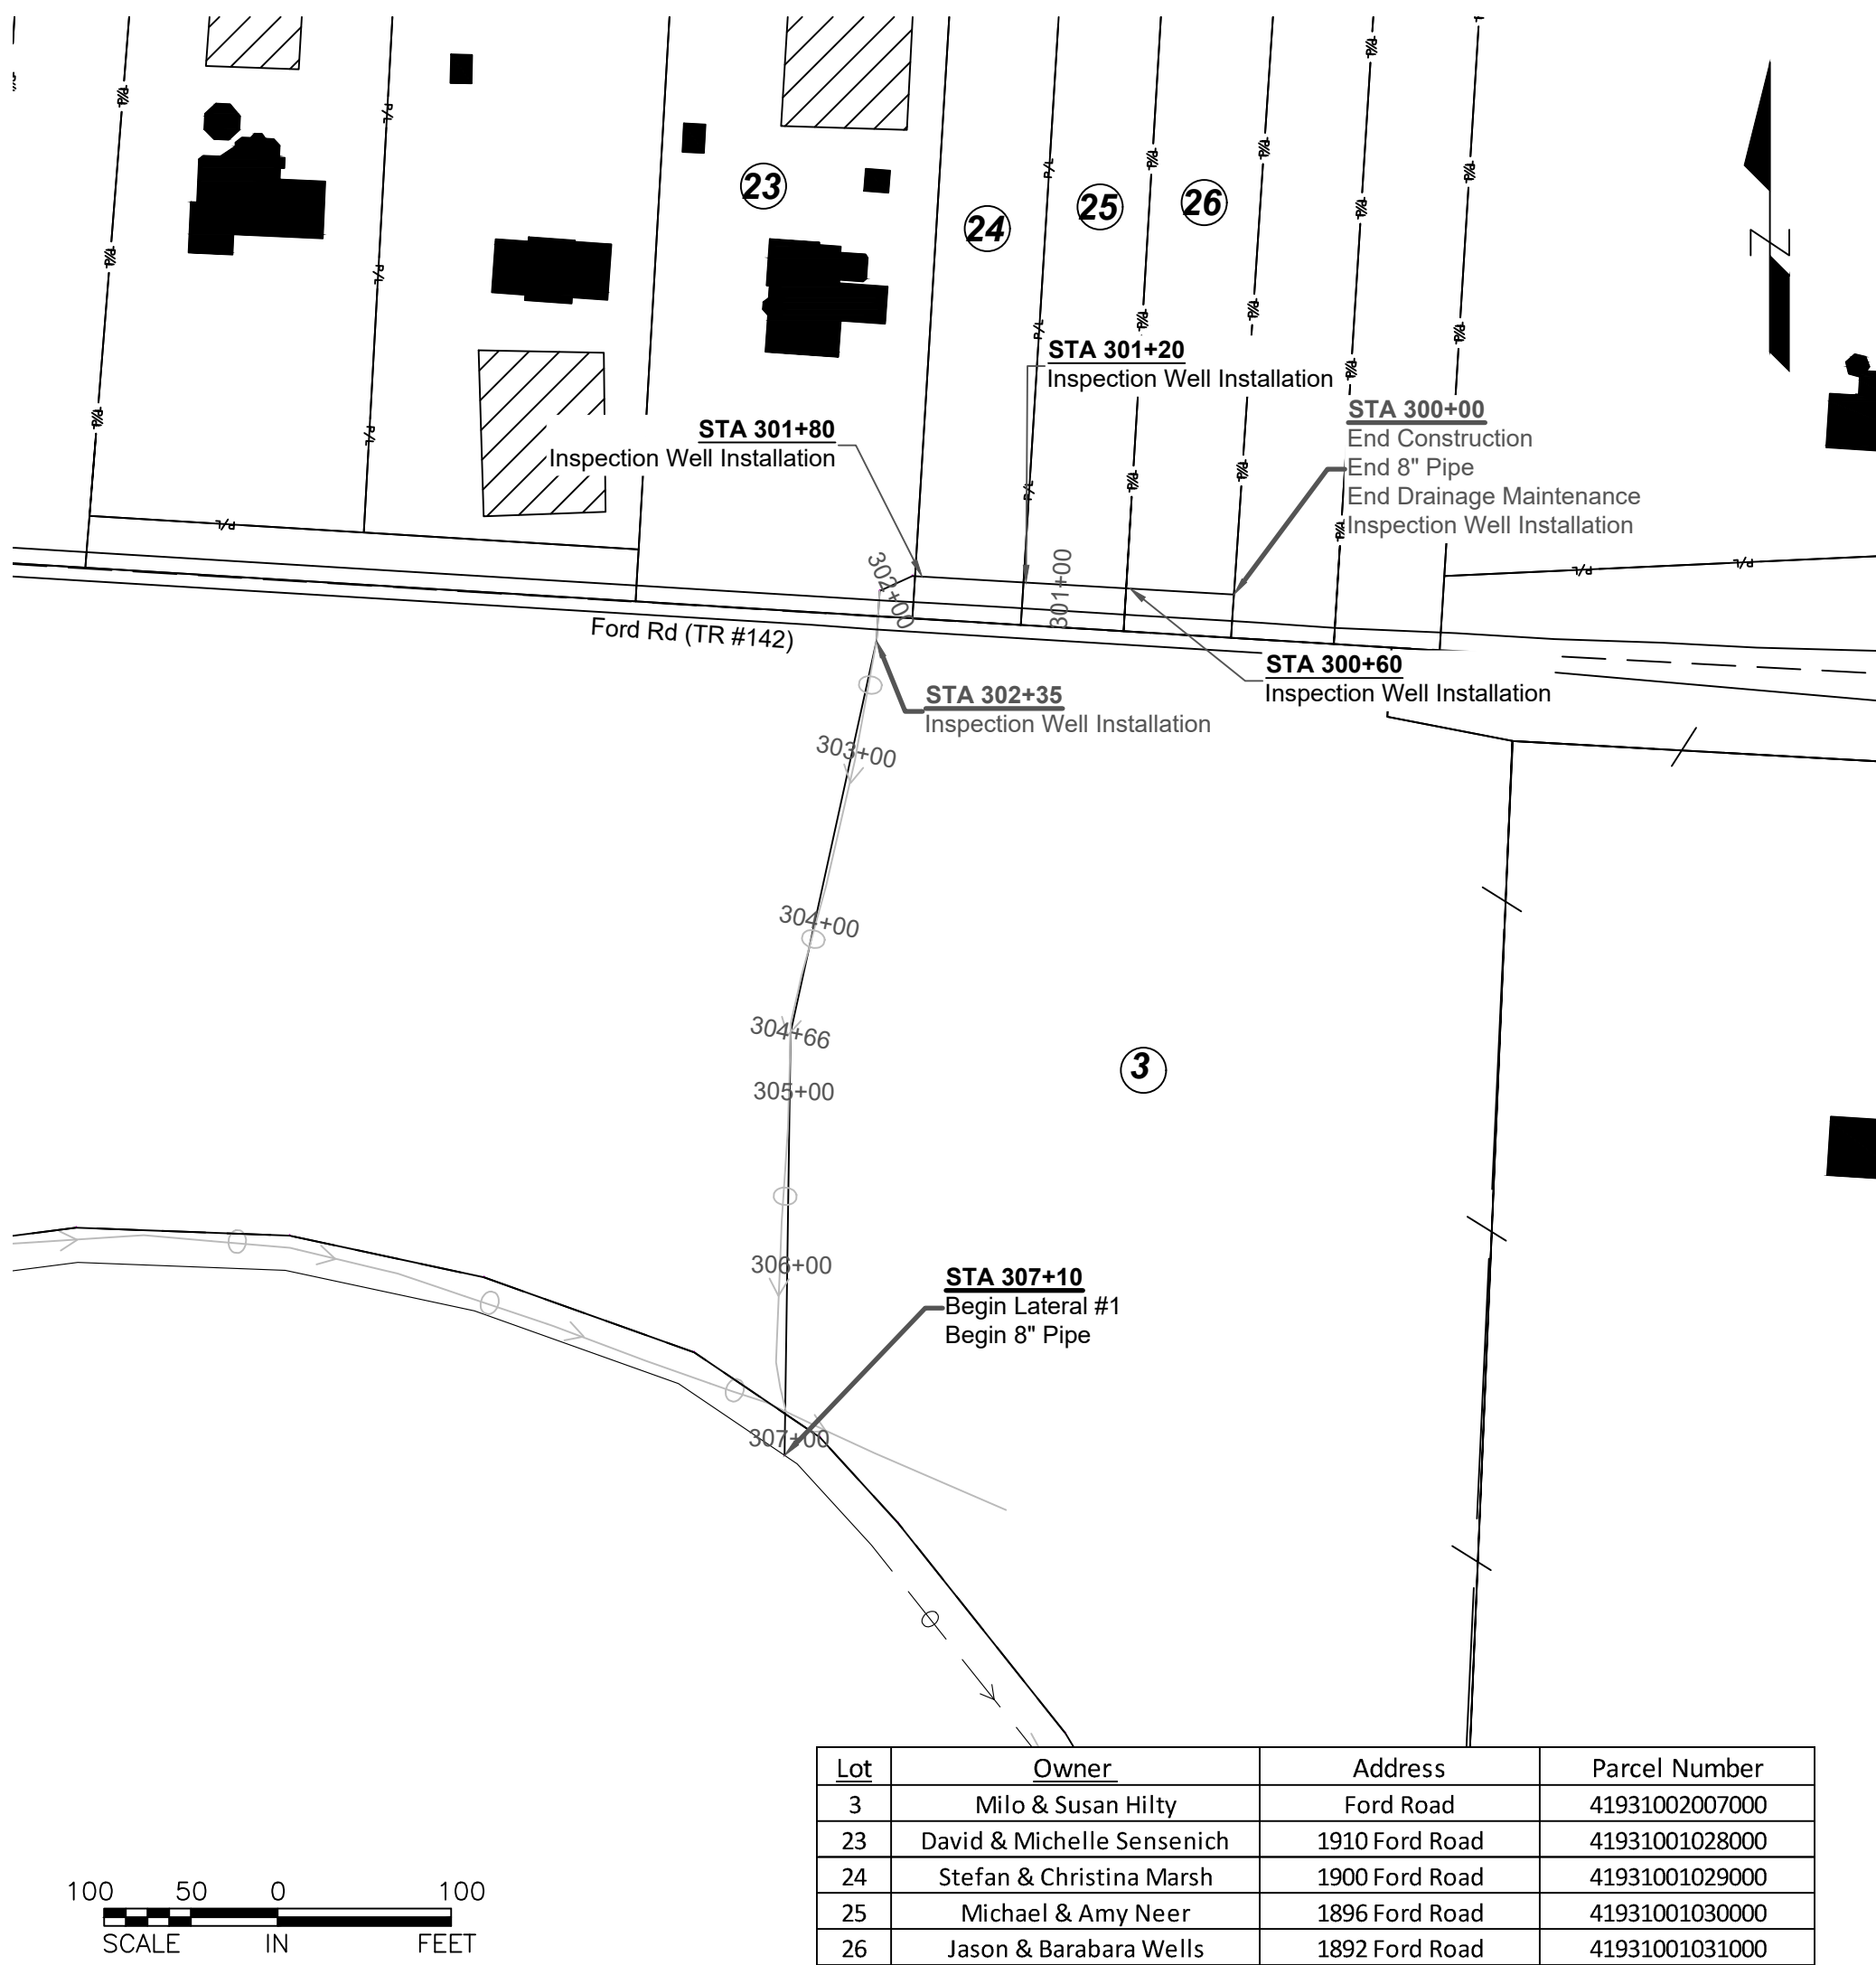 23
24
25
26
STA 301+20
Inspection Well Installation
STA 301+80
Inspection Well Installation
STA 300+00
End Construction
End 8" Pipe
End Drainage Maintenance
Inspection Well Installation
N
P/L
P/L
P/L
P/L
P/L
P/L
P/L
P/L
P/L
302+00
301+00
Ford Rd (TR #142)
STA 300+60
Inspection Well Installation
STA 302+35
Inspection Well Installation
303+00
304+00
304+66
305+00
3
306+00
STA 307+10
Begin Lateral #1
Begin 8" Pipe
307+00
Lot Owner Address Parcel Number
3 Milo & Susan Hilty Ford Road 41931002007000
23 David & Michelle Sensenich 1910 Ford Road 41931001028000
24 Stefan & Christina Marsh 1900 Ford Road 41931001029000
25 Michael & Amy Neer 1896 Ford Road 41931001030000
26 Jason & Barabara Wells 1892 Ford Road 41931001031000
100 50 0 100
SCALE IN FEET